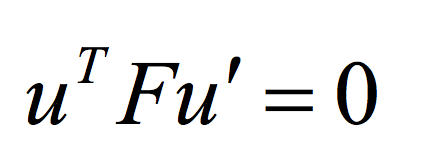 u^T Fu' = 0